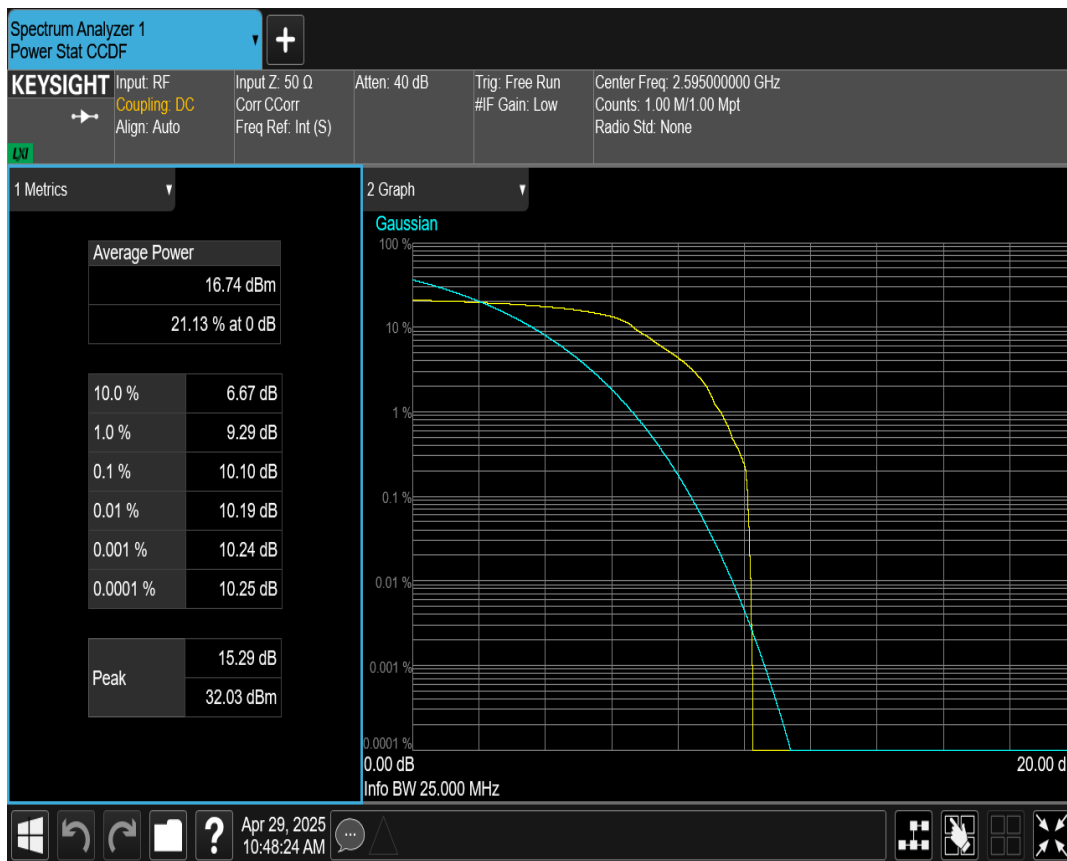 Spectrum Analyzer 1
Power Stat CCDF
KEYSIGHT
LXI
Input: RF
Coupling: DC
Align: Auto
Input Z: 50 Ω
Corr CCorr
Freq Ref: Int (S)
Atten: 40 dB
Trig: Free Run
#IF Gain: Low
Center Freq: 2.595000000 GHz
Counts: 1.00 M/1.00 Mpt
Radio Std: None
1 Metrics
Average Power
16.74 dBm
21.13 % at 0 dB
10.0 % 6.67 dB
1.0 % 9.29 dB
0.1 % 10.10 dB
0.01 % 10.19 dB
0.001 % 10.24 dB
0.0001 % 10.25 dB
Peak
15.29 dB
32.03 dBm
2 Graph
Gaussian
100 %
10 %
1 %
0.1 %
0.01 %
0.001 %
0.0001 %
0.00 dB 20.00 d
Info BW 25.000 MHz
?
Apr 29, 2025
10:48:24 AM